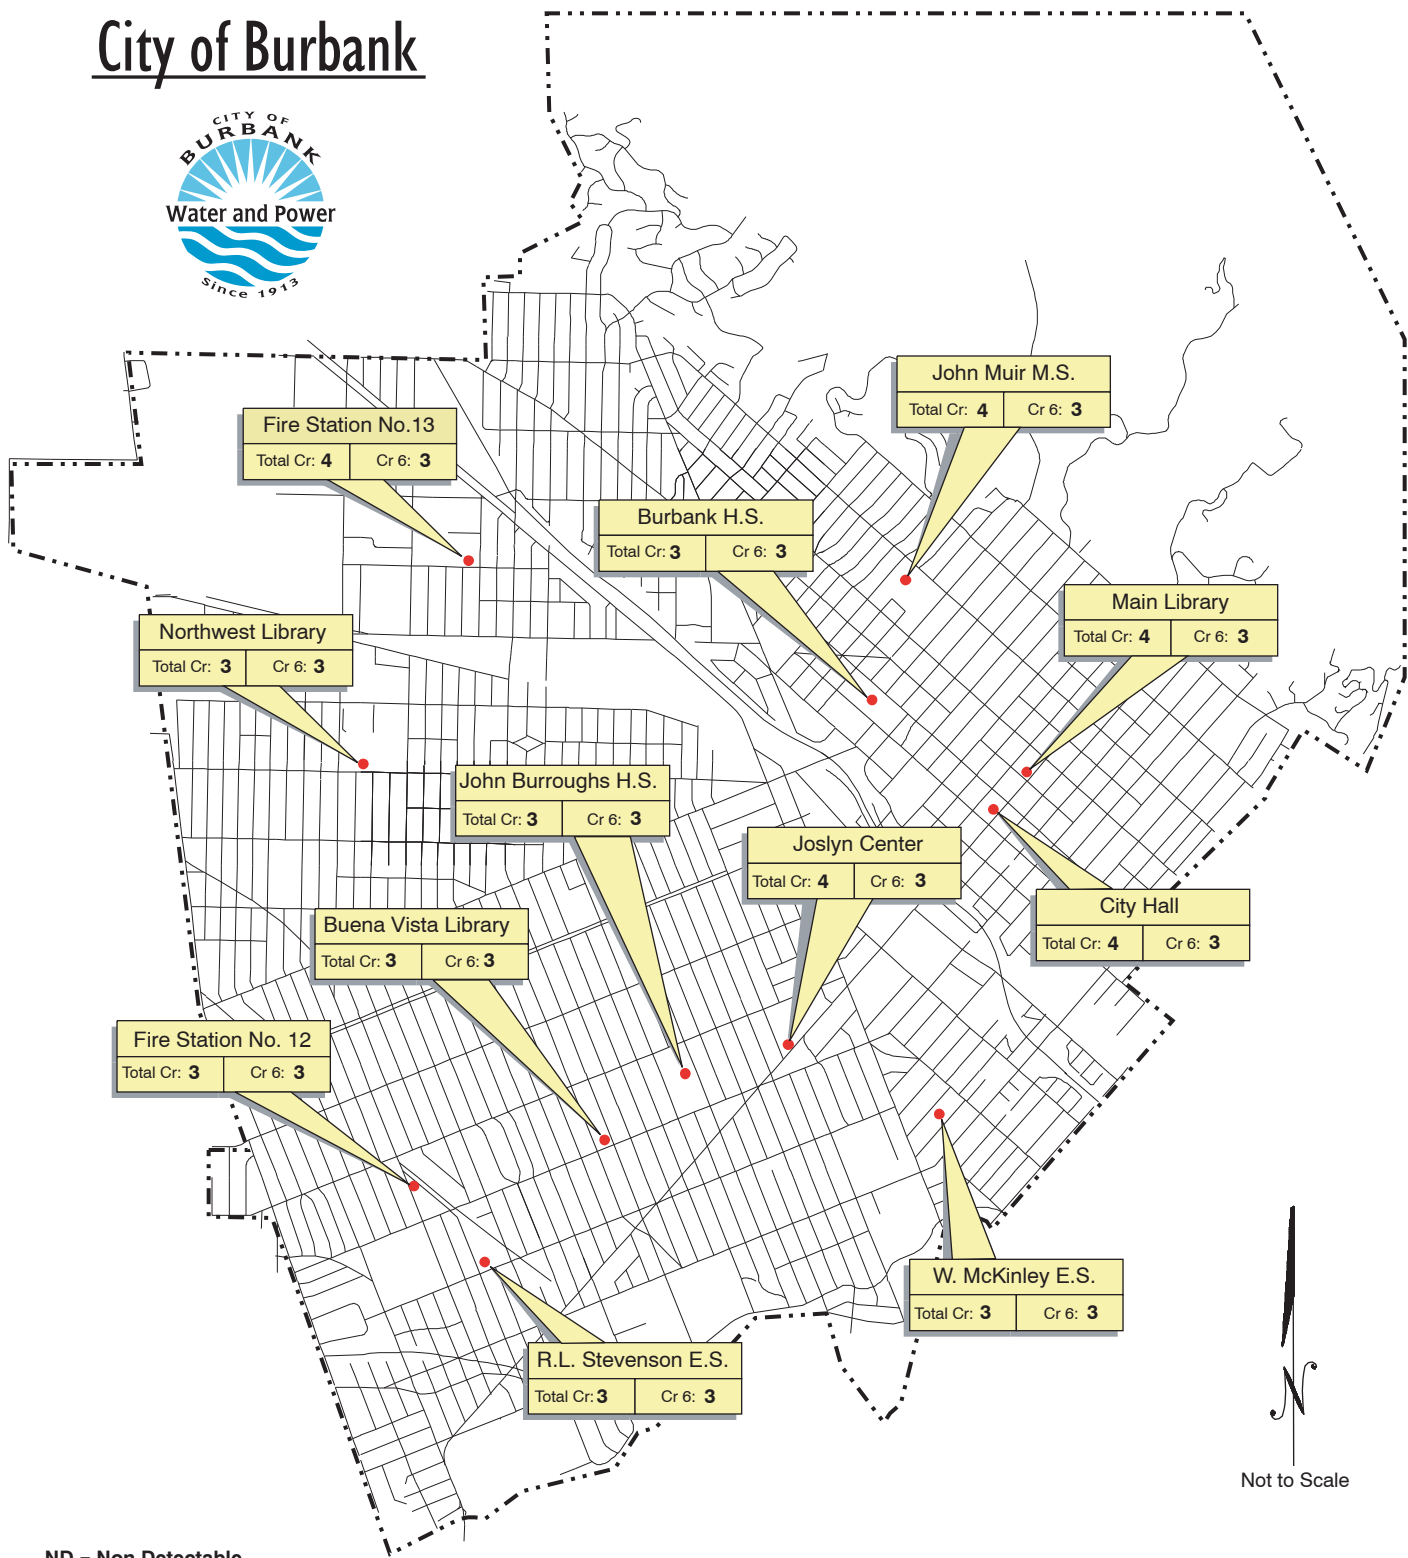 City of Burbank
CITY OF
BURBANK
Water and Power
Since 1913
John Muir M.S.
Total Cr: 4 Cr 6: 3
Fire Station No.13
Total Cr: 4 Cr 6: 3
Burbank H.S.
Total Cr: 3 Cr 6: 3
Main Library
Total Cr: 4 Cr 6: 3
Northwest Library
Total Cr: 3 Cr 6: 3
John Burroughs H.S.
Total Cr: 3 Cr 6: 3
Joslyn Center
Total Cr: 4 Cr 6: 3
City Hall
Total Cr: 4 Cr 6: 3
Buena Vista Library
Total Cr: 3 Cr 6: 3
Fire Station No. 12
Total Cr: 3 Cr 6: 3
W. McKinley E.S.
Total Cr: 3 Cr 6: 3
R.L. Stevenson E.S.
Total Cr: 3 Cr 6: 3
N
Not to Scale
ND = Non Detectable